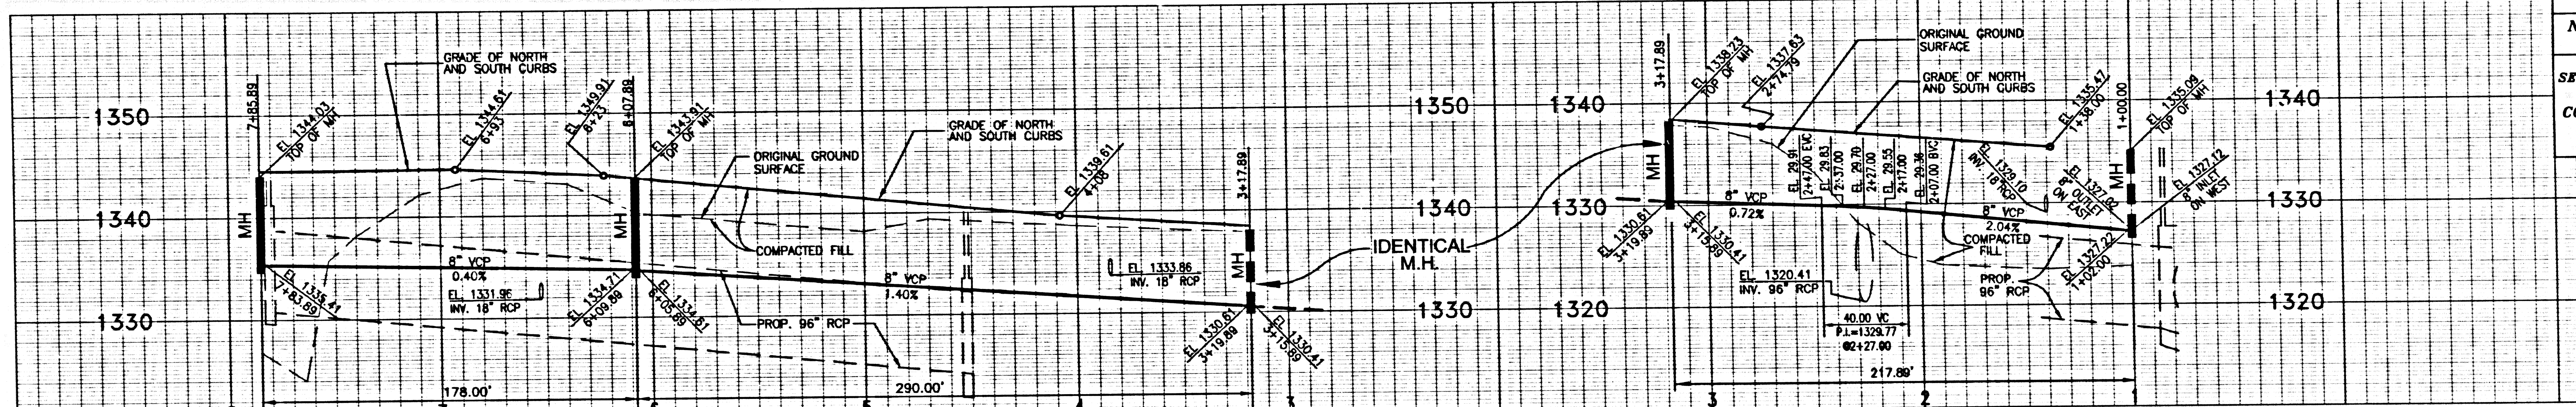 7+85.89
EL 1344.03
TOP OF MH
GRADE OF NORTH
AND SOUTH CURBS
EL 1344.61
6+93
EL 1349.91
8+23
6+07.89
EL 1343.91
TOP OF MH
ORIGINAL GROUND
SURFACE
GRADE OF NORTH
AND SOUTH CURBS
EL 1339.61
4+08
3+17.89
1350
1340
1330
MH
MH
MH
8" VCP
0.40%
EL 1331.96
INV. 18" RCP
EL 1335.41
7+83.89
EL 1334.71
6+09.89
EL 1334.61
6+05.89
COMPACTED FILL
8" VCP
1.40%
PROP. 96" RCP
EL 1333.86
INV. 18" RCP
EL 1330.61
3+19.89
EL 1330.41
3+15.89
178.00'
290.00'
7
6
5
4
3
1350
1340
1330
IDENTICAL
M.H.
1340
1330
1320
3+17.89
EL 1338.23
TOP OF MH
EL 1337.63
2+74.79
ORIGINAL GROUND
SURFACE
GRADE OF NORTH
AND SOUTH CURBS
EL 1335.47
1+38.00
1+00.00
EL 1335.09
TOP OF MH
MH
MH
EL 29.91
2+47.00 EVC
EL 29.83
2+37.00
EL 29.70
2+27.00
EL 29.55
2+17.00
EL 29.36
2+07.00 BVC
EL 1329.10
INV. 18" RCP
EL 1327.02
8" OUTLET
ON EAST
EL 1327.12
8" INLET
ON WEST
8" VCP
0.72%
8" VCP
2.04%
COMPACTED
FILL
EL 1330.61
3+19.89
EL 1330.41
3+15.89
EL 1320.41
INV. 96" RCP
PROP.
96" RCP
EL 1327.22
1+02.00
40.00 VC
P.I.=1329.77
@2+27.00
217.89'
3
2
1
1340
1330
1320